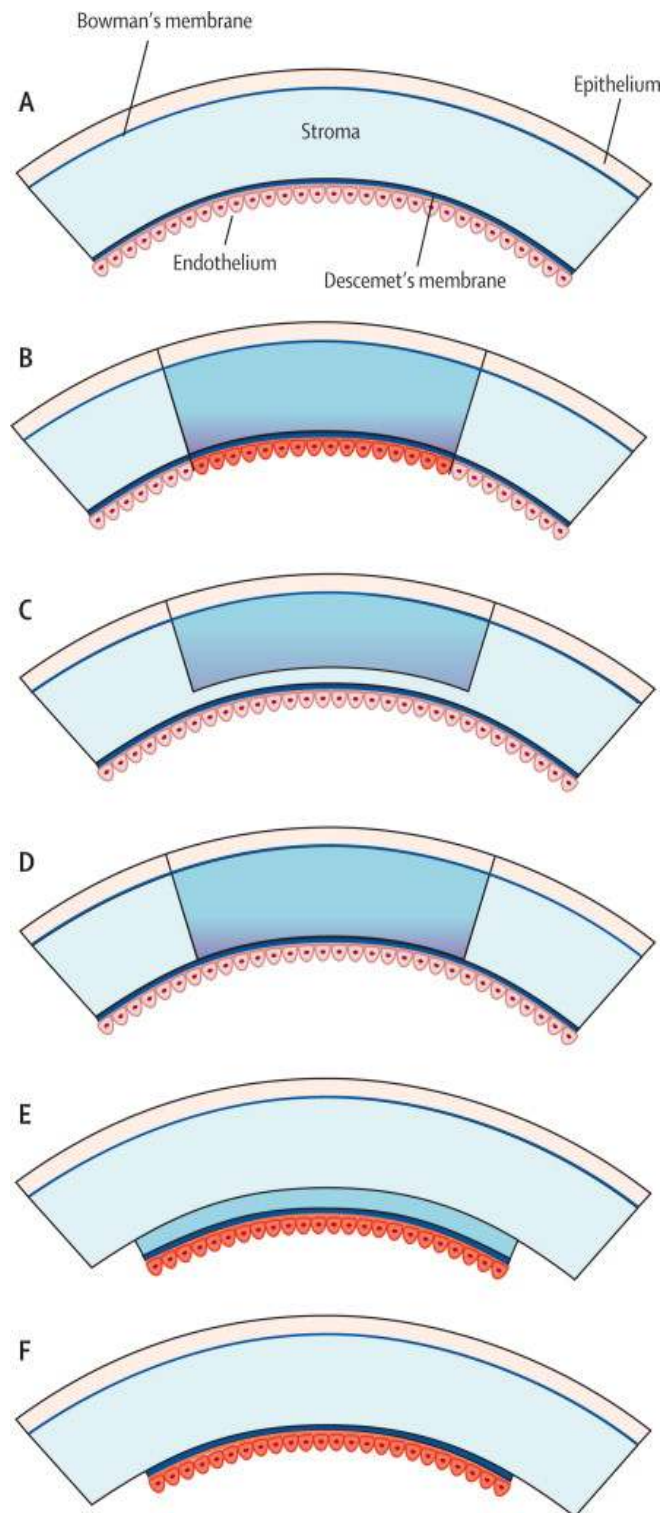 Bowman's membrane
Epithelium
A
Stroma
Endothelium
Descemet's membrane
B
C
D
E
F